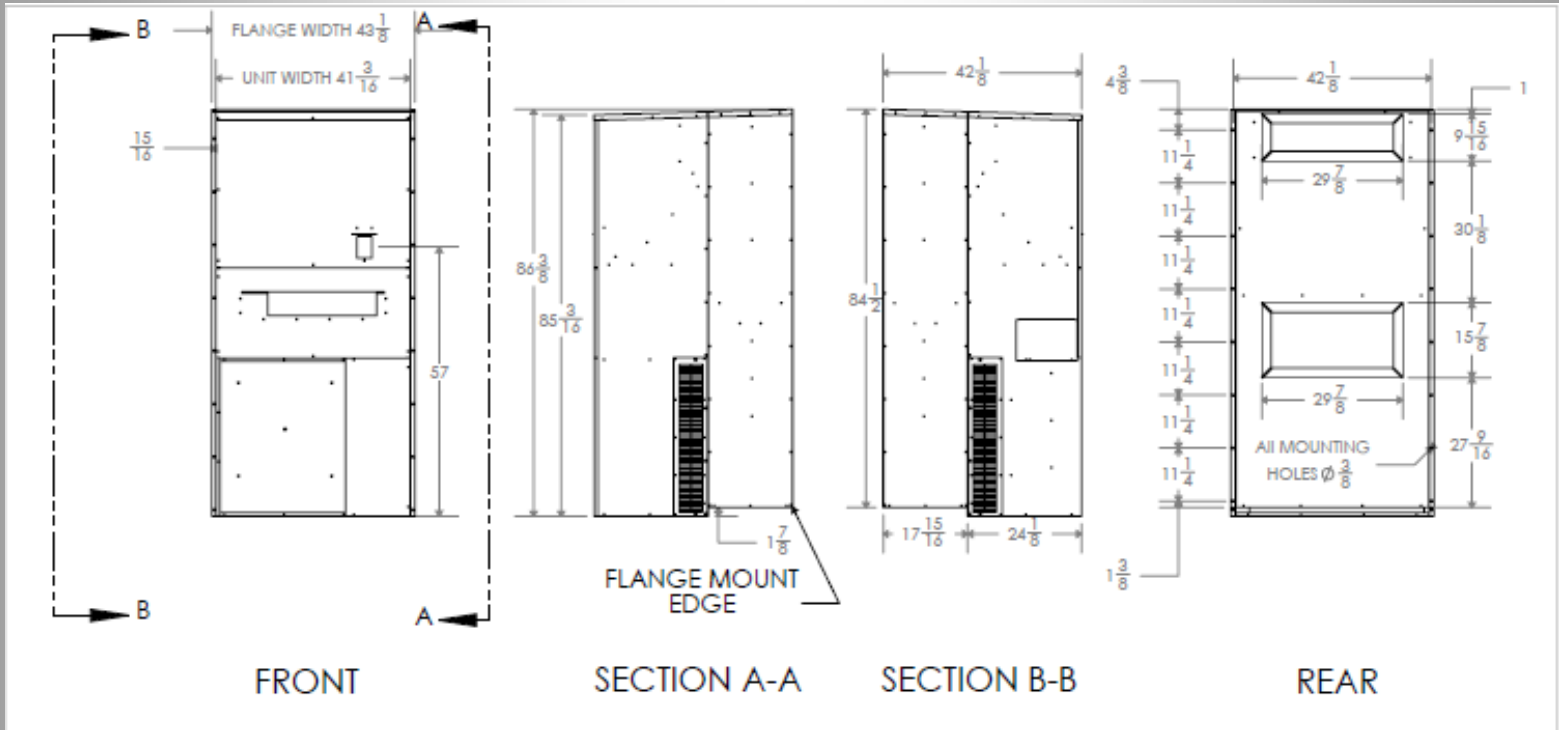 B
FLANGE WIDTH 43 1/8
A
UNIT WIDTH 41 3/16
15/16
57
B
A
FRONT
86 3/8
85 3/16
1 7/8
FLANGE MOUNT
EDGE
SECTION A-A
42 1/8
84 1/2
17 15/16
24 1/8
SECTION B-B
4 3/8
11 1/4
11 1/4
11 1/4
11 1/4
11 1/4
11 1/4
11 1/4
1 3/8
42 1/8
1
9 15/16
29 7/8
30 1/8
15 7/8
29 7/8
All MOUNTING
HOLES Ø 3/8
27 9/16
REAR